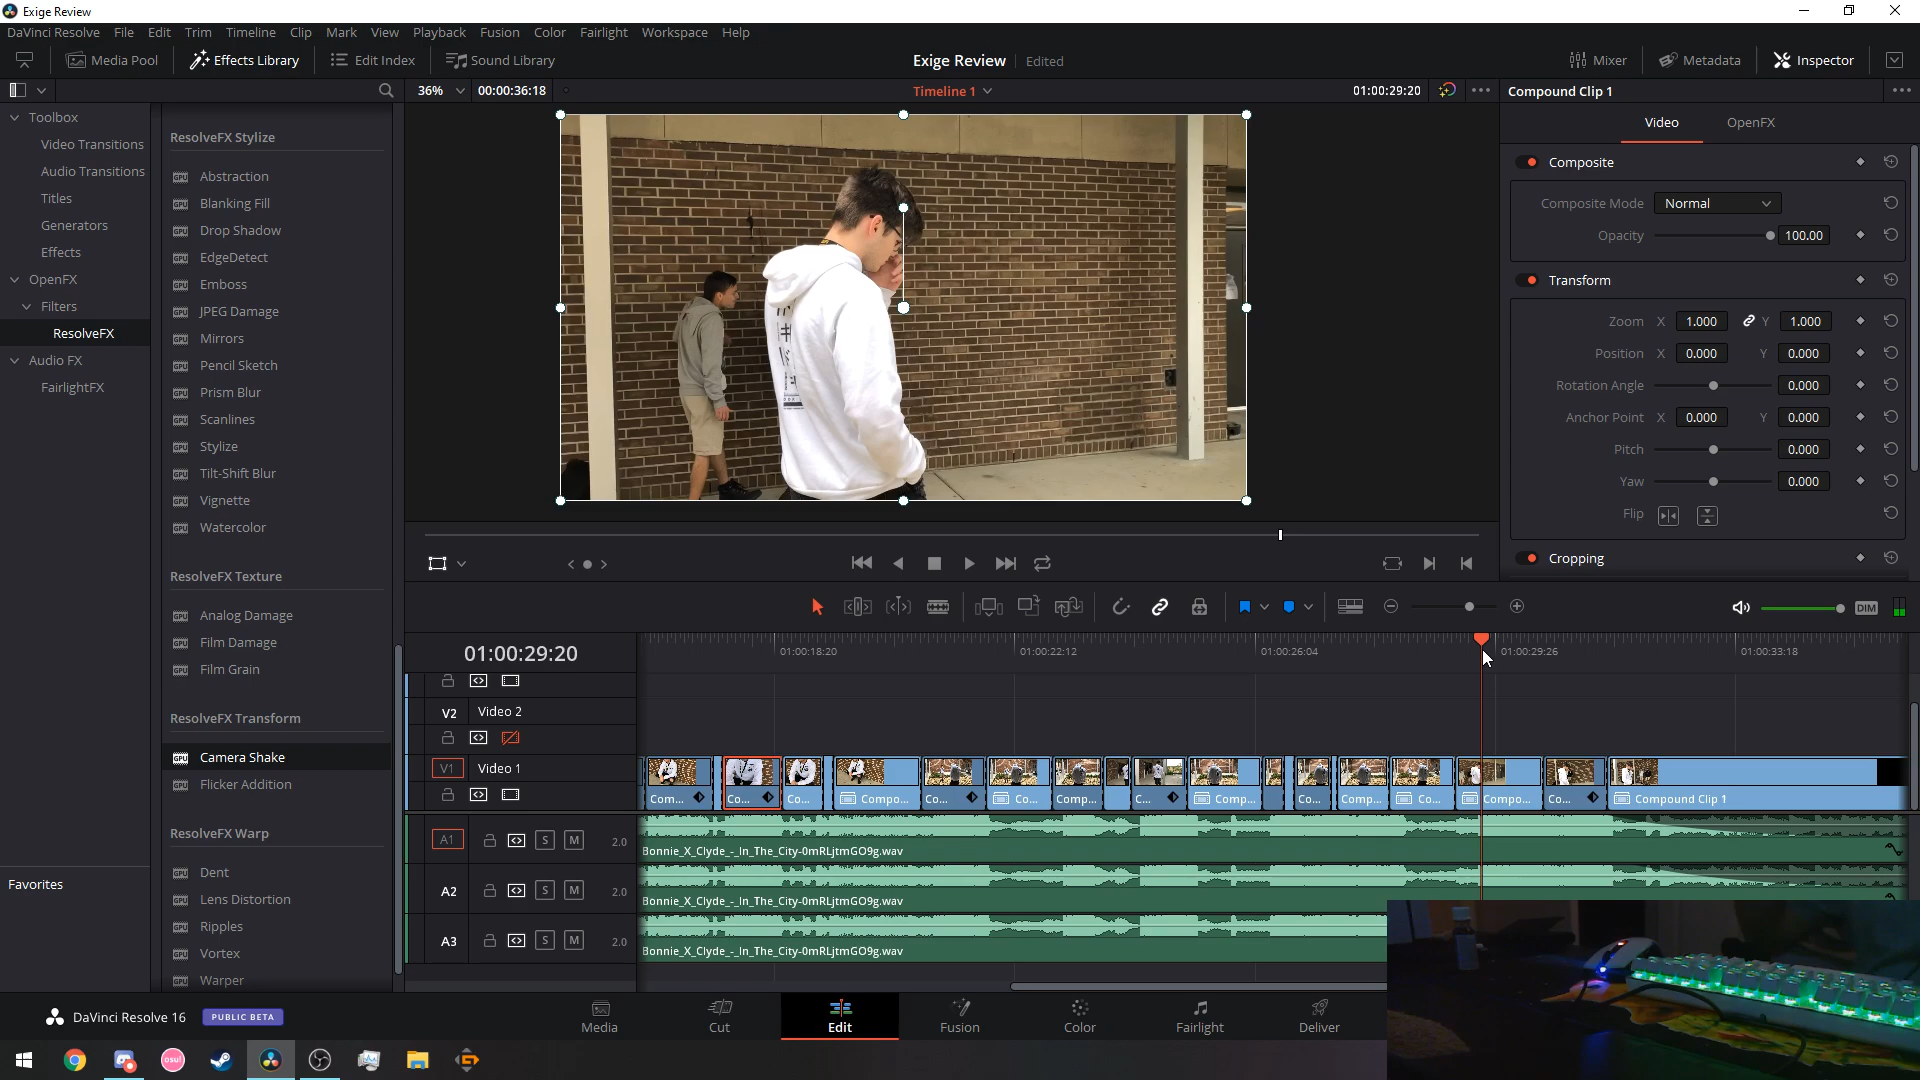 Exige Review
DaVinci Resolve File Edit Trim Timeline Clip Mark View Playback Fusion Color Fairlight Workspace Help
Media Pool Effects Library Edit Index Sound Library Exige Review Edited Mixer Metadata Inspector
36% 00:00:36:18 Timeline 1 01:00:29:20 Compound Clip 1
Toolbox
Video Transitions
Audio Transitions
Titles
Generators
Effects
OpenFX
Filters
ResolveFX
Audio FX
FairlightFX
Favorites
ResolveFX Stylize
Abstraction
Blanking Fill
Drop Shadow
EdgeDetect
Emboss
JPEG Damage
Mirrors
Pencil Sketch
Prism Blur
Scanlines
Stylize
Tilt-Shift Blur
Vignette
Watercolor
ResolveFX Texture
Analog Damage
Film Damage
Film Grain
ResolveFX Transform
Camera Shake
Flicker Addition
ResolveFX Warp
Dent
Lens Distortion
Ripples
Vortex
Warper
Video OpenFX
Composite
Composite Mode Normal
Opacity 100.00
Transform
Zoom X 1.000 Y 1.000
Position X 0.000 Y 0.000
Rotation Angle 0.000
Anchor Point X 0.000 Y 0.000
Pitch 0.000
Yaw 0.000
Flip
Cropping
DIM
01:00:29:20 01:00:18:20 01:00:22:12 01:00:26:04 01:00:29:26 01:00:33:18
V2 Video 2
V1 Video 1
Com... Co... Co... Compo... Co... Co... Comp... C... Comp... Co... Comp... Co... Compo... Co... Compound Clip 1
A1 S M 2.0
Bonnie_X_Clyde_-_In_The_City-0mRLjtmGO9g.wav
A2 S M 2.0
Bonnie_X_Clyde_-_In_The_City-0mRLjtmGO9g.wav
A3 S M 2.0
Bonnie_X_Clyde_-_In_The_City-0mRLjtmGO9g.wav
DaVinci Resolve 16 PUBLIC BETA Media Cut Edit Fusion Color Fairlight Deliver
osu!